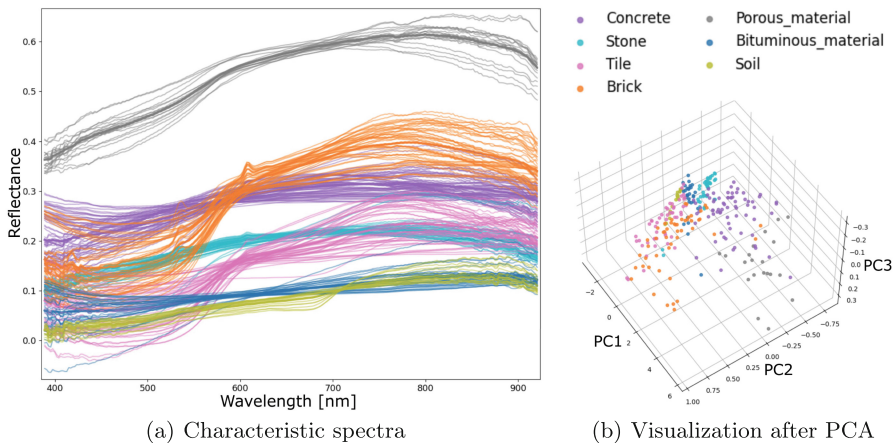 Reflectance
0.6
0.5
0.4
0.3
0.2
0.1
0.0
400 500 600 700 800 900
Wavelength [nm]
(a) Characteristic spectra
Concrete
Stone
Tile
Brick
Porous_material
Bituminous_material
Soil
PC1
−2
0
2
4
6
PC2
1.00
0.75
0.50
0.25
0.00
−0.25
−0.50
−0.75
PC3
−0.3
−0.2
−0.1
0.0
0.1
0.2
0.3
(b) Visualization after PCA